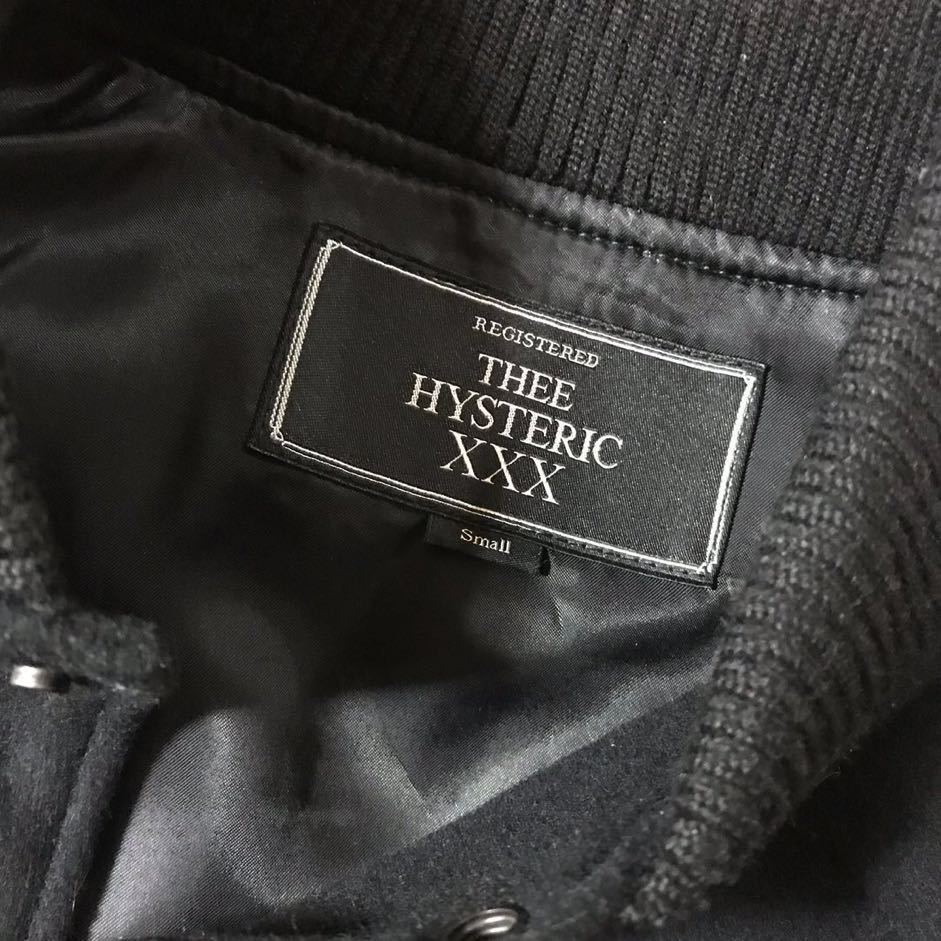 REGISTERED
THEE
HYSTERIC
XXX
Small